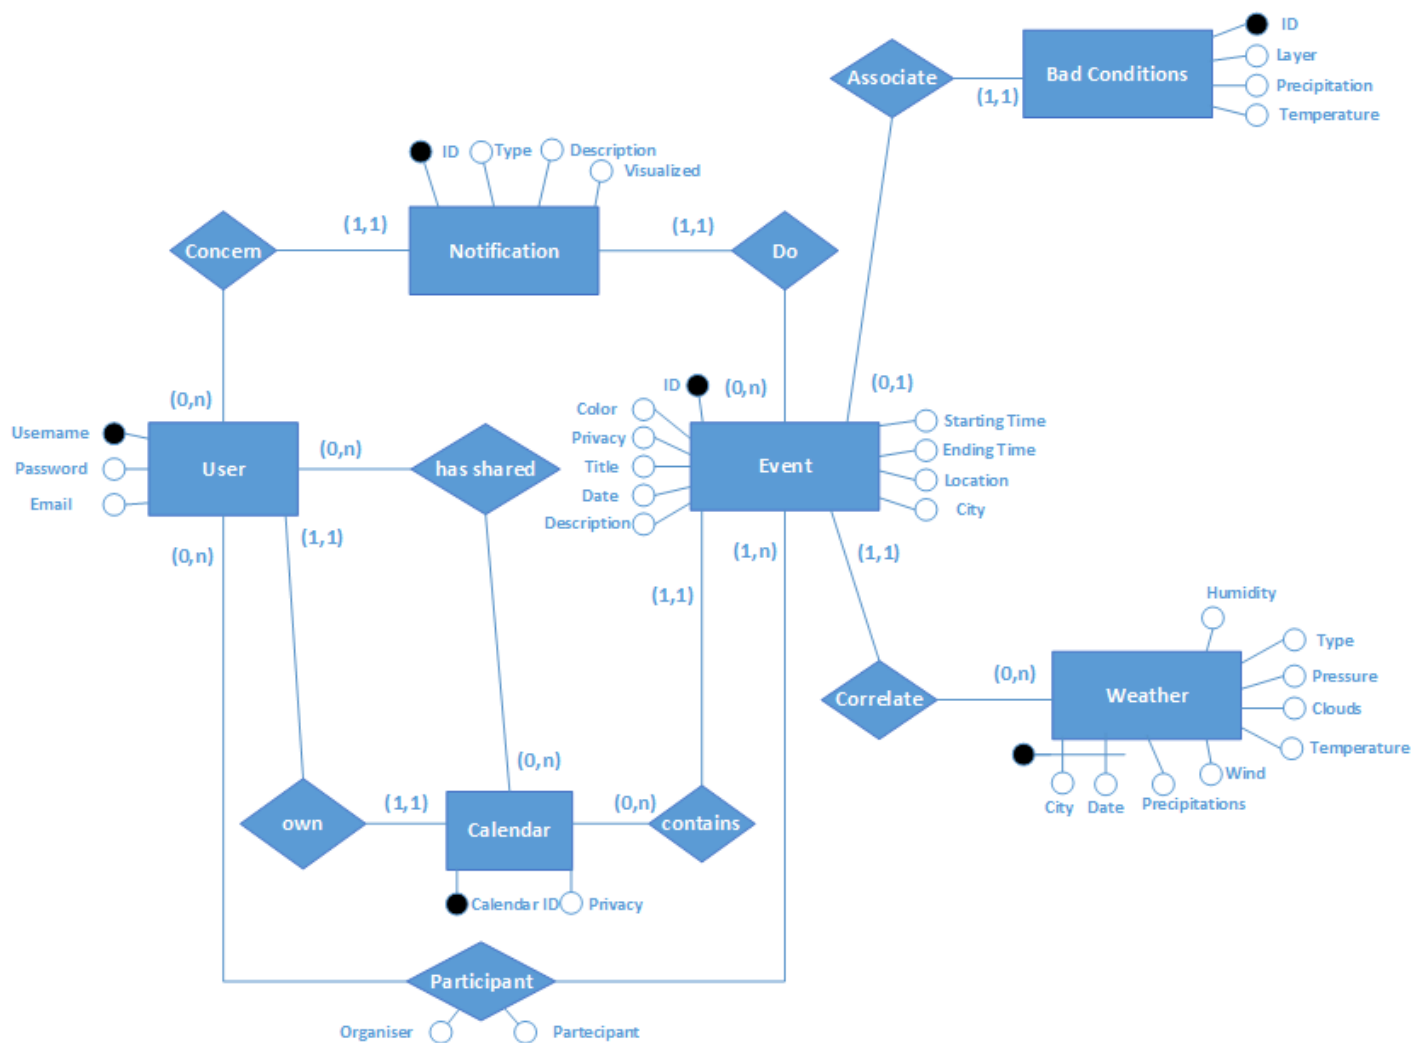 ID
Layer
Associate
Bad Conditions
(1,1)
Precipitation
Temperature
ID
Type
Description
Visualized
Concern
(1,1)
Notification
(1,1)
Do
(0,n)
ID
(0,n)
(0,1)
Color
Starting Time
Username
(0,n)
Privacy
Ending Time
Password
User
has shared
Title
Event
Location
Email
Date
City
Description
(0,n)
(1,1)
(1,n)
(1,1)
(1,1)
Humidity
Type
(0,n)
Correlate
Weather
Pressure
Clouds
Temperature
(0,n)
Wind
City
Date
Precipitations
own
(1,1)
Calendar
(0,n)
contains
Calendar ID
Privacy
Participant
Organiser
Partecipant